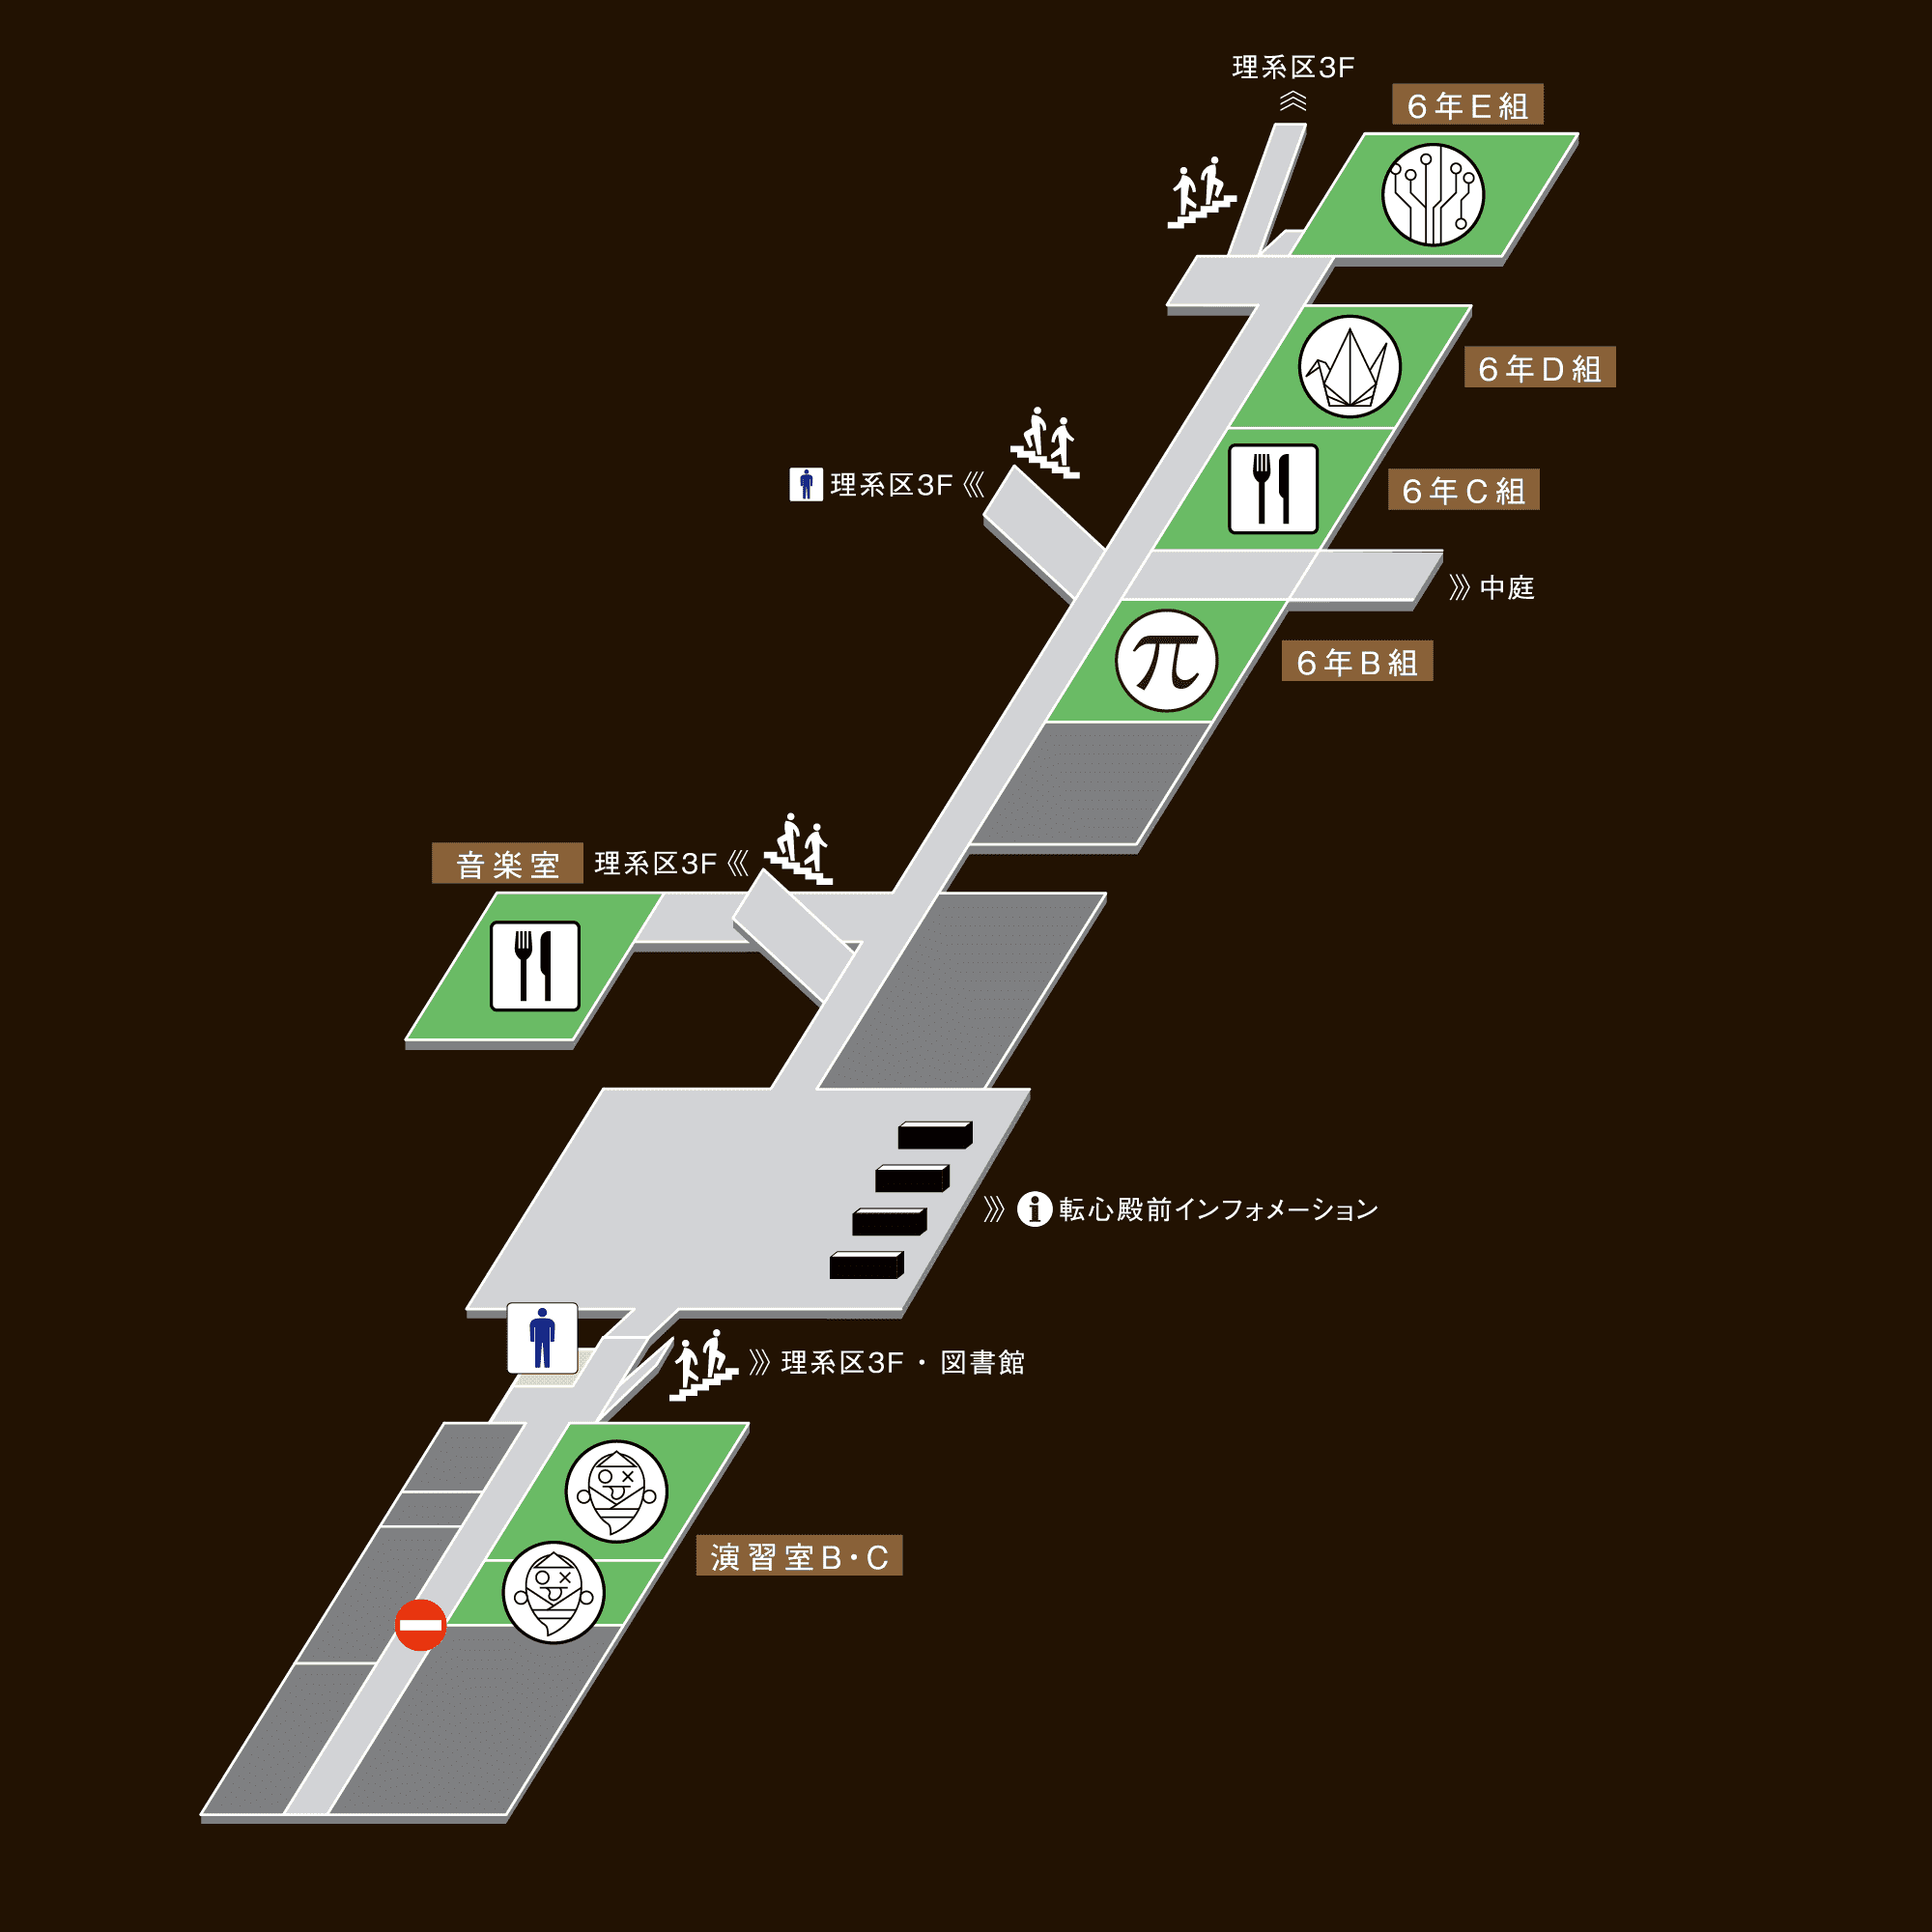 理系区3F
6年E組
6年D組
理系区3F
6年C組
中庭
π
6年B組
音楽室
理系区3F
i 転心殿前インフォメーション
理系区3F・図書館
演習室B・C